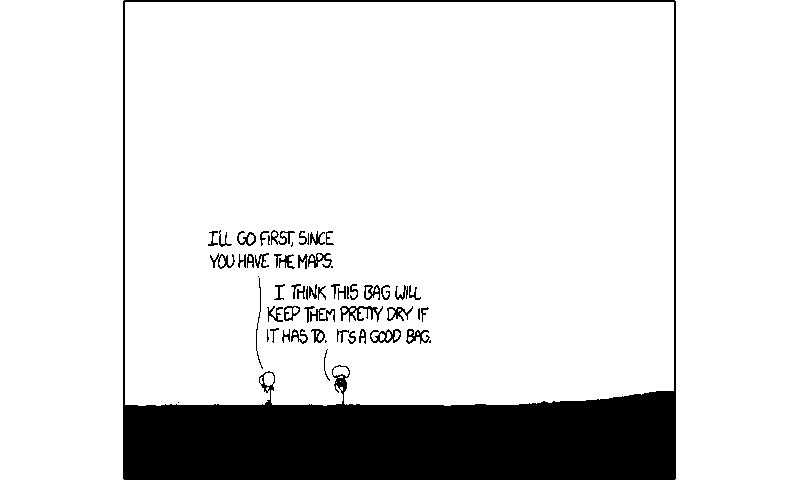 I'LL GO FIRST, SINCE
YOU HAVE THE MAPS.
I THINK THIS BAG WILL
KEEP THEM PRETTY DRY IF
IT HAS TO. IT'S A GOOD BAG.